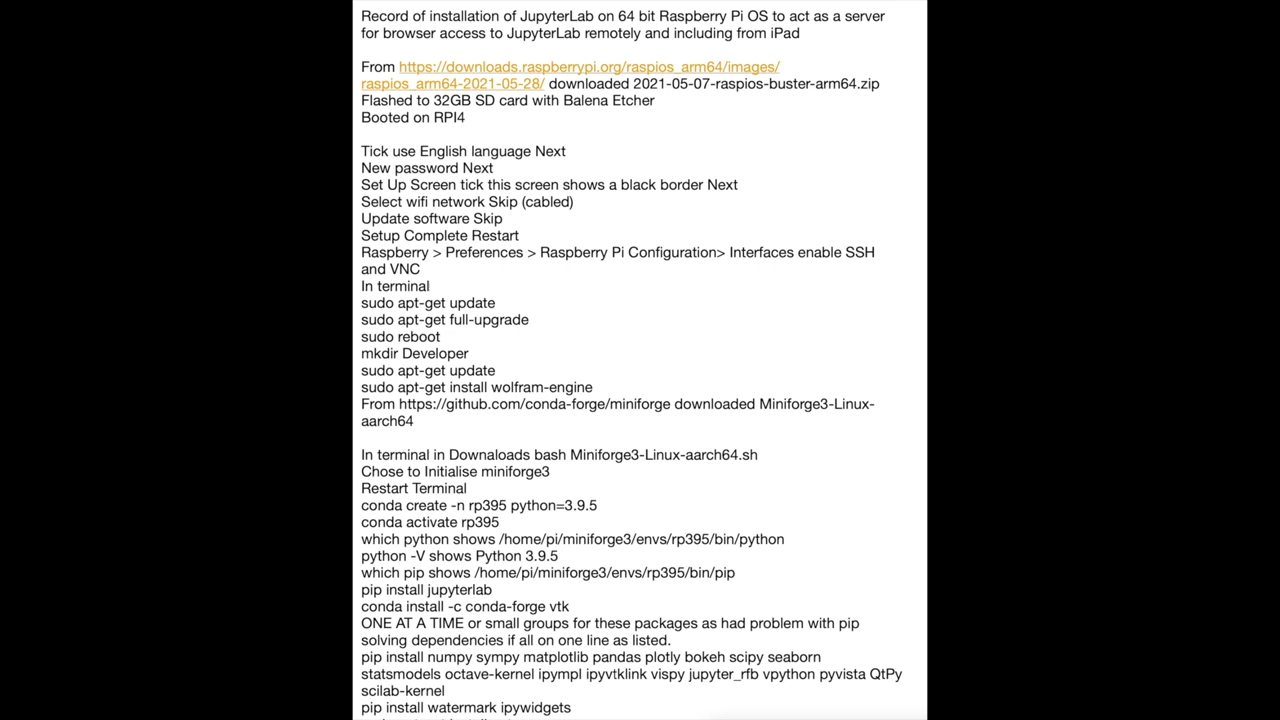 Record of installation of JupyterLab on 64 bit Raspberry Pi OS to act as a server
for browser access to JupyterLab remotely and including from iPad
From https://downloads.raspberrypi.org/raspios_arm64/images/
raspios_arm64-2021-05-28/ downloaded 2021-05-07-raspios-buster-arm64.zip
Flashed to 32GB SD card with Balena Etcher
Booted on RPI4
Tick use English language Next
New password Next
Set Up Screen tick this screen shows a black border Next
Select wifi network Skip (cabled)
Update software Skip
Setup Complete Restart
Raspberry > Preferences > Raspberry Pi Configuration> Interfaces enable SSH
and VNC
In terminal
sudo apt-get update
sudo apt-get full-upgrade
sudo reboot
mkdir Developer
sudo apt-get update
sudo apt-get install wolfram-engine
From https://github.com/conda-forge/miniforge downloaded Miniforge3-Linux-
aarch64
In terminal in Downaloads bash Miniforge3-Linux-aarch64.sh
Chose to Initialise miniforge3
Restart Terminal
conda create -n rp395 python=3.9.5
conda activate rp395
which python shows /home/pi/miniforge3/envs/rp395/bin/python
python -V shows Python 3.9.5
which pip shows /home/pi/miniforge3/envs/rp395/bin/pip
pip install jupyterlab
conda install -c conda-forge vtk
ONE AT A TIME or small groups for these packages as had problem with pip
solving dependencies if all on one line as listed.
pip install numpy sympy matplotlib pandas plotly bokeh scipy seaborn
statsmodels octave-kernel ipympl ipyvtklink vispy jupyter_rfb vpython pyvista QtPy
scilab-kernel
pip install watermark ipywidgets